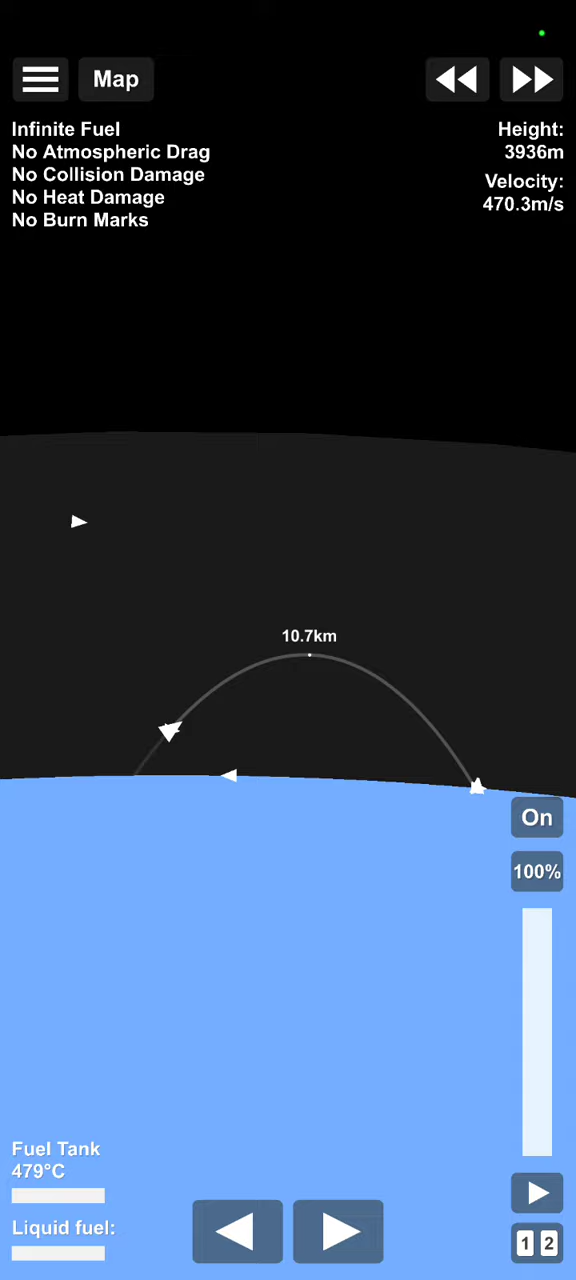 Map
Infinite Fuel
No Atmospheric Drag
No Collision Damage
No Heat Damage
No Burn Marks
Height:
3936m
Velocity:
470.3m/s
10.7km
On
100%
Fuel Tank
479°C
Liquid fuel:
1 2